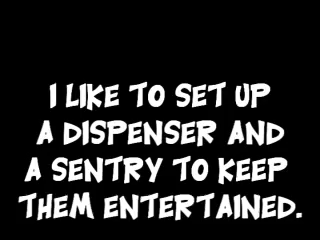 I LIKE TO SET UP
A DISPENSER AND
A SENTRY TO KEEP
THEM ENTERTAINED.